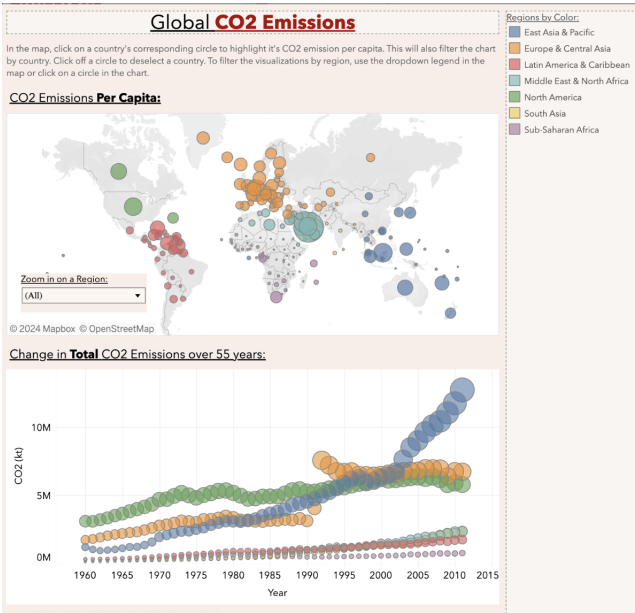 Global CO2 Emissions
In the map, click on a country's corresponding circle to highlight it's CO2 emission per capita. This will also filter the chart
by country. Click off a circle to deselect a country. To filter the visualizations by region, use the dropdown legend in the
map or click on a circle in the chart.
CO2 Emissions Per Capita:
Regions by Color:
East Asia & Pacific
Europe & Central Asia
Latin America & Caribbean
Middle East & North Africa
North America
South Asia
Sub-Saharan Africa
Zoom in on a Region:
(All)
© 2024 Mapbox © OpenStreetMap
Change in Total CO2 Emissions over 55 years:
CO2 (kt)
10M
5M
0M
1960 1965 1970 1975 1980 1985 1990 1995 2000 2005 2010 2015
Year